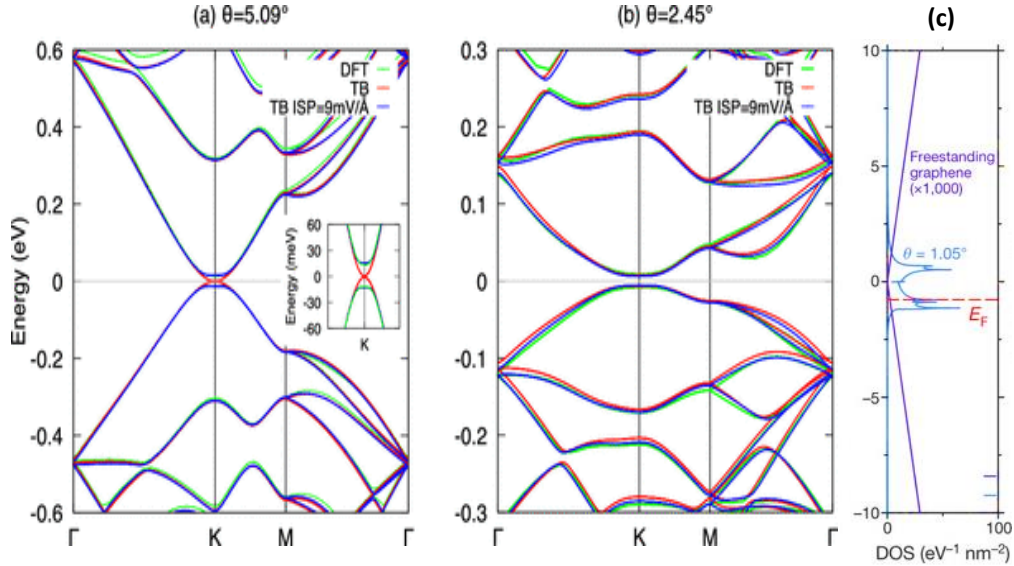 (a) θ=5.09°
0.6
0.4
0.2
0
-0.2
-0.4
-0.6
Energy (eV)
DFT
TB
TB ISP=9mV/Å
60
30
0
-30
-60
Energy (meV)
K
Γ K M Γ
(b) θ=2.45°
0.3
0.2
0.1
0
-0.1
-0.2
-0.3
DFT
TB
TB ISP=9mV/Å
Γ K M Γ
(c)
10
5
0
−5
−10
Freestanding
graphene
(×1,000)
θ = 1.05°
EF
0 100
DOS (eV⁻¹ nm⁻²)